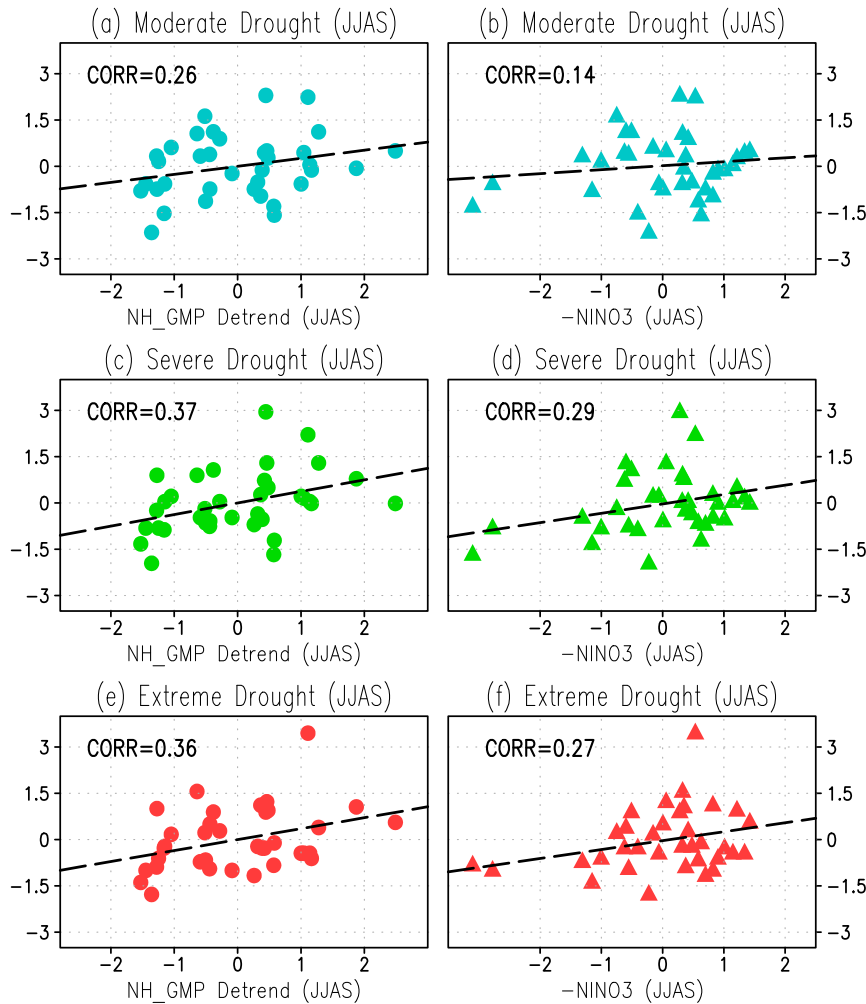 (a) Moderate Drought (JJAS)
(b) Moderate Drought (JJAS)
CORR=0.26
CORR=0.14
3
1.5
0
−1.5
−3
3
1.5
0
−1.5
−3
−2 −1 0 1 2
−2 −1 0 1 2
NH_GMP Detrend (JJAS)
−NINO3 (JJAS)
(c) Severe Drought (JJAS)
(d) Severe Drought (JJAS)
CORR=0.37
CORR=0.29
3
1.5
0
−1.5
−3
3
1.5
0
−1.5
−3
−2 −1 0 1 2
−2 −1 0 1 2
NH_GMP Detrend (JJAS)
−NINO3 (JJAS)
(e) Extreme Drought (JJAS)
(f) Extreme Drought (JJAS)
CORR=0.36
CORR=0.27
3
1.5
0
−1.5
−3
3
1.5
0
−1.5
−3
−2 −1 0 1 2
−2 −1 0 1 2
NH_GMP Detrend (JJAS)
−NINO3 (JJAS)